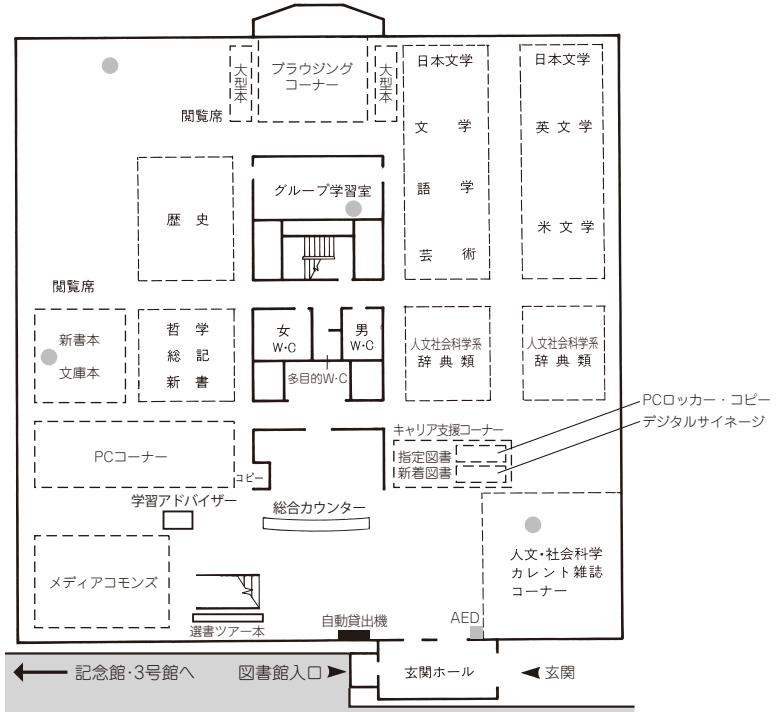 大型本
ブラウジング
コーナー
大型本
日本文学
日本文学
閲覧席
文学
英文学
グループ学習室
語学
歴史
米文学
芸術
閲覧席
新書本
文庫本
哲学
総記
新書
女
W・C
男
W・C
多目的W・C
人文社会科学系
辞典類
人文社会科学系
辞典類
PCロッカー・コピー
デジタルサイネージ
キャリア支援コーナー
指定図書
新着図書
PCコーナー
コピー
学習アドバイザー
総合カウンター
人文・社会科学
カレント雑誌
コーナー
メディアコモンズ
選書ツアー本
自動貸出機
AED
記念館・3号館へ
図書館入口
玄関ホール
玄関